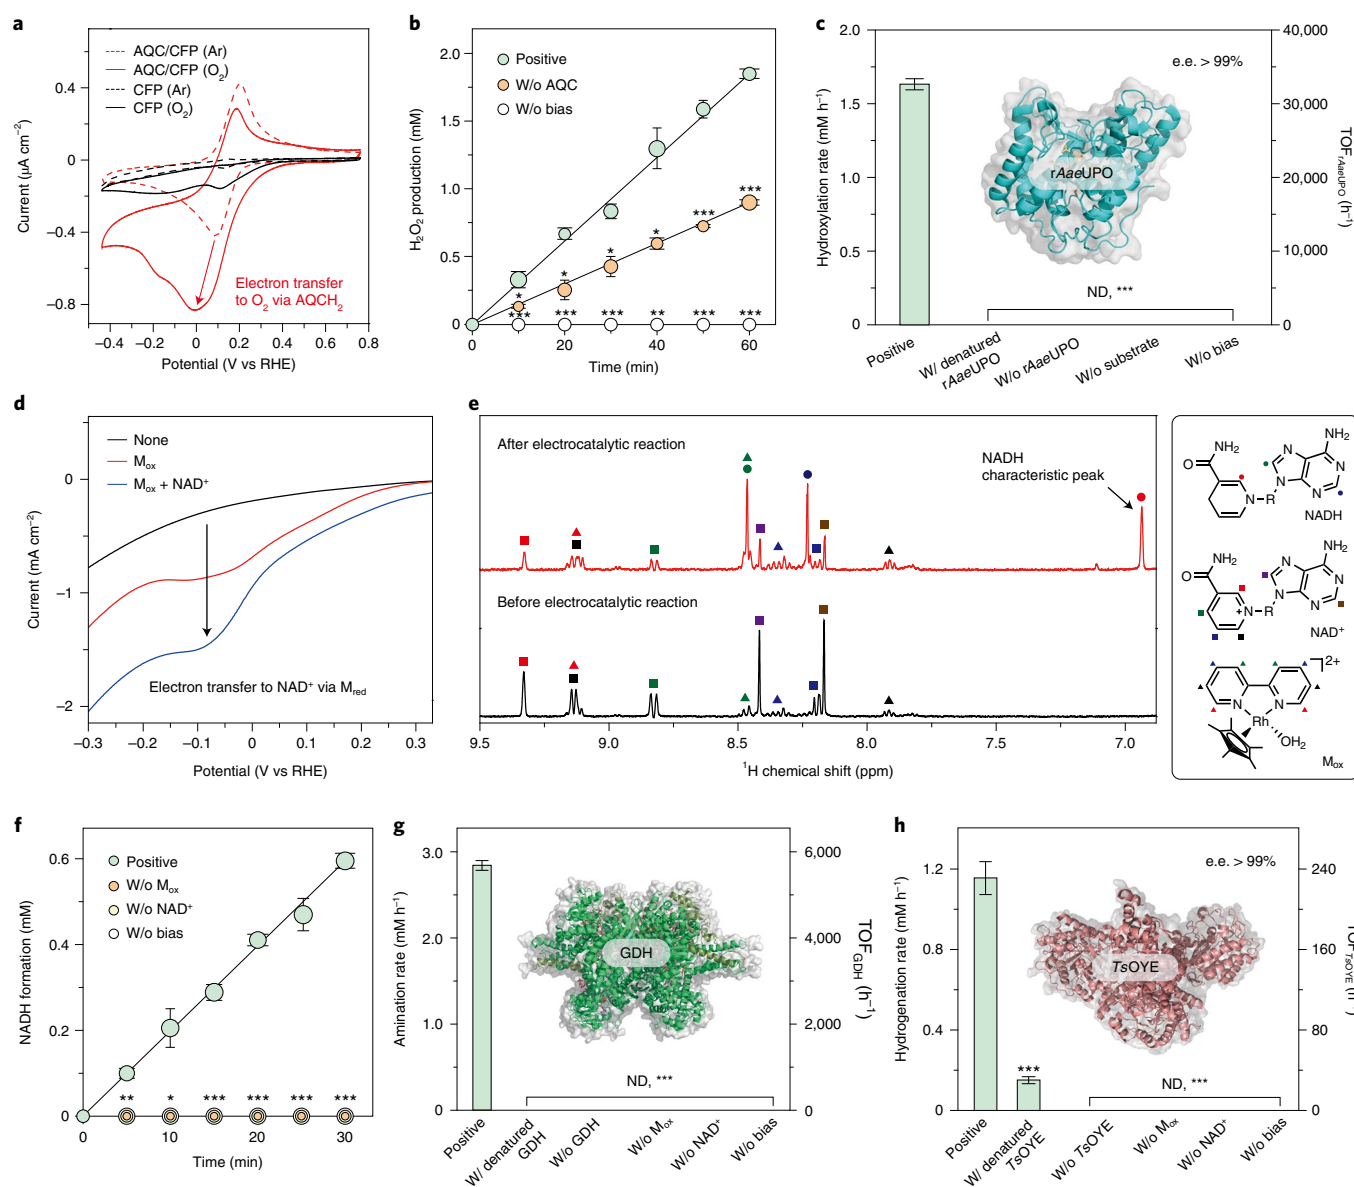 a
AQC/CFP (Ar)
AQC/CFP (O2)
CFP (Ar)
CFP (O2)
0.4
0
−0.4
−0.8
Current (μA cm−2)
Electron transfer
to O2 via AQCH2
−0.4 −0.2 0 0.2 0.4 0.6 0.8
Potential (V vs RHE)
b
Positive
W/o AQC
W/o bias
2.0
1.5
1.0
0.5
0
H2O2 production (mM)
* * * * *** ***
*** *** *** ** *** ***
0 20 40 60
Time (min)
c
2.0
1.5
1.0
0.5
0
Hydroxylation rate (mM h−1)
e.e. > 99%
rAaeUPO
ND, ***
40,000
30,000
20,000
10,000
0
TOFrAaeUPO (h−1)
Positive
W/ denatured
rAaeUPO
W/o rAaeUPO
W/o substrate
W/o bias
d
None
Mox
Mox + NAD+
0
−1
−2
Current (mA cm−2)
Electron transfer to NAD+ via Mred
−0.3 −0.2 −0.1 0 0.1 0.2 0.3
Potential (V vs RHE)
e
After electrocatalytic reaction
NADH
characteristic peak
Before electrocatalytic reaction
9.5 9.0 8.5 8.0 7.5 7.0
1H chemical shift (ppm)
NH2
NH2
O
N
N
N
N
N
R
NADH
NH2
NH2
O
N
N
N
N
N
+
R
NAD+
2+
N
N
Rh
OH2
Mox
f
Positive
W/o Mox
W/o NAD+
W/o bias
0.6
0.4
0.2
0
NADH formation (mM)
** * *** *** *** ***
0 10 20 30
Time (min)
g
3.0
2.0
1.0
0
Amination rate (mM h−1)
GDH
ND, ***
6,000
4,000
2,000
0
TOFGDH (h−1)
Positive
W/ denatured
GDH
W/o GDH
W/o Mox
W/o NAD+
W/o bias
h
1.2
0.8
0.4
0
Hydrogenation rate (mM h−1)
e.e. > 99%
TsOYE
***
ND, ***
240
160
80
0
TsOYE
Positive
W/ denatured
TsOYE
W/o TsOYE
W/o Mox
W/o NAD+
W/o bias